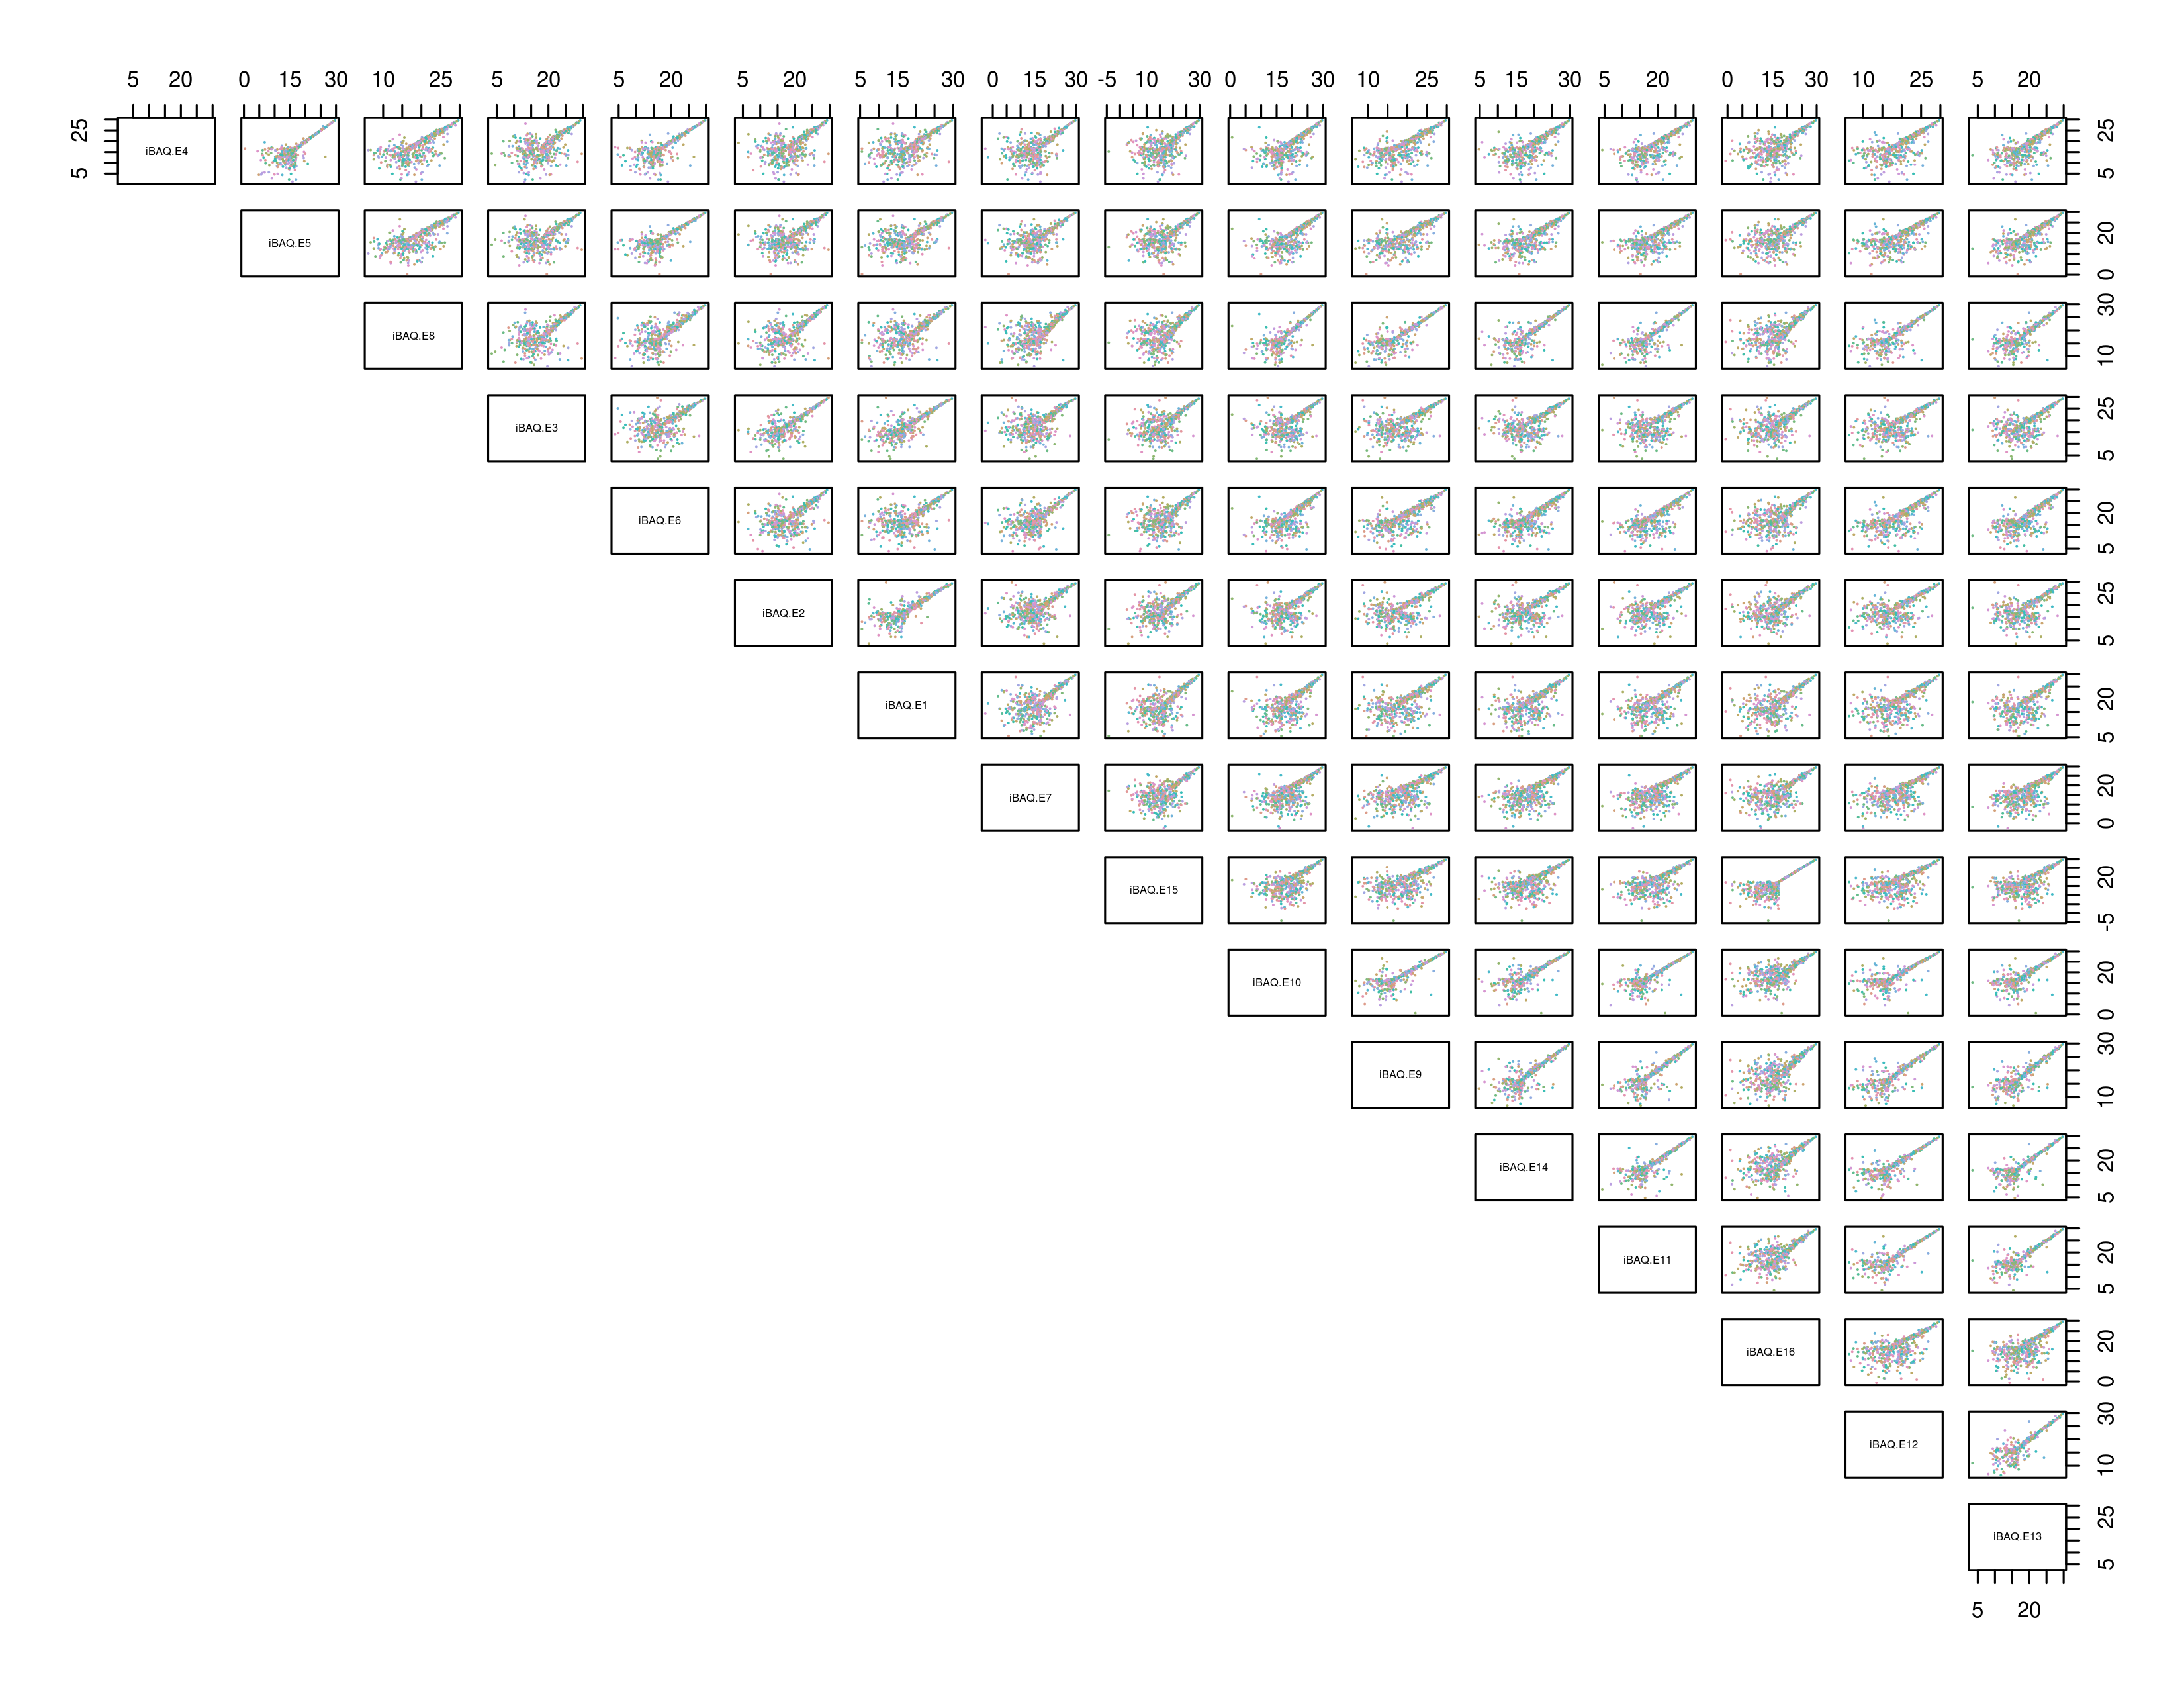 5 20 0 15 30 10 25 5 20 5 20 5 20 5 15 30 0 15 30 -5 10 30 0 15 30 10 25 5 15 30 5 20 0 15 30 10 25 5 20
5 25 iBAQ.E4 5 25
iBAQ.E5 0 20
iBAQ.E8 10 30
iBAQ.E3 5 25
iBAQ.E6 5 20
iBAQ.E2 5 25
iBAQ.E1 5 20
iBAQ.E7 0 20
iBAQ.E15 -5 20
iBAQ.E10 0 20
iBAQ.E9 10 30
iBAQ.E14 5 20
iBAQ.E11 5 20
iBAQ.E16 0 20
iBAQ.E12 10 30
iBAQ.E13 5 25
5 20